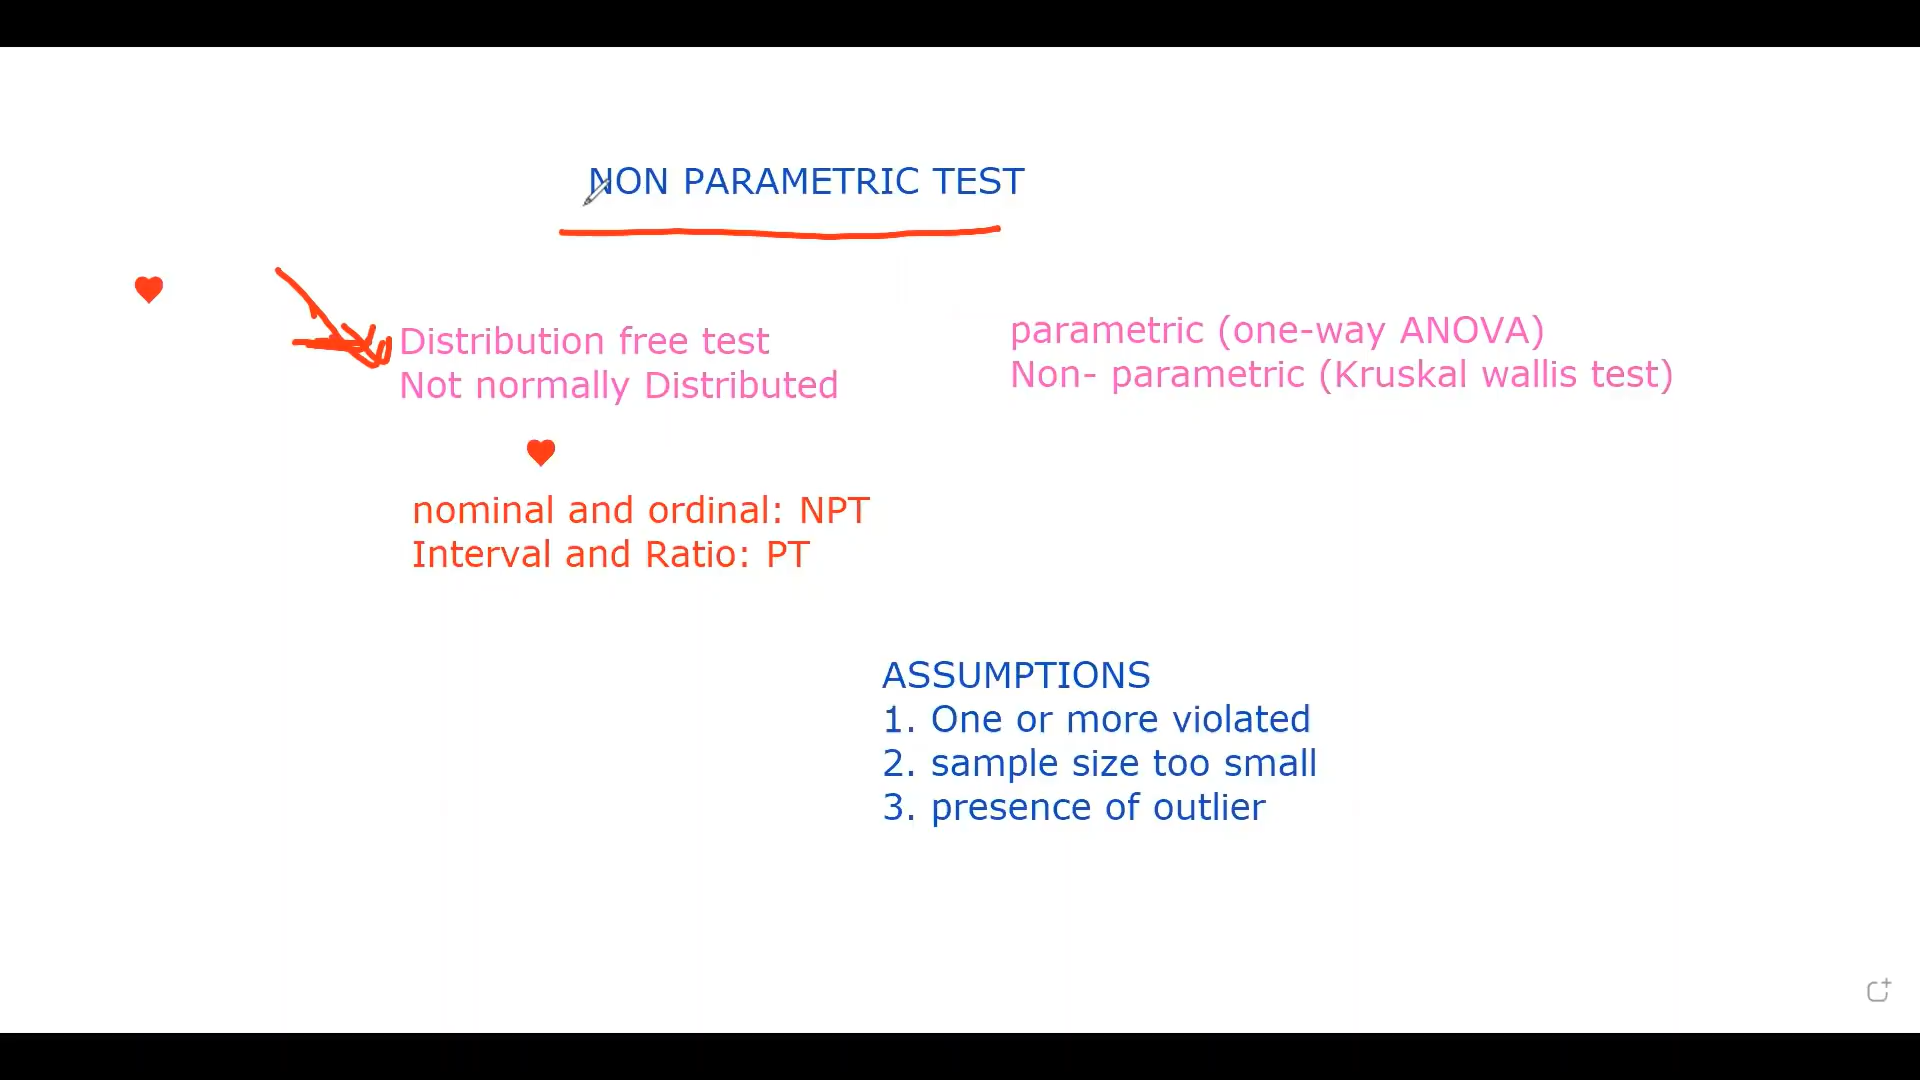 NON PARAMETRIC TEST
Distribution free test
Not normally Distributed
parametric (one-way ANOVA)
Non- parametric (Kruskal wallis test)
nominal and ordinal: NPT
Interval and Ratio: PT
ASSUMPTIONS
1. One or more violated
2. sample size too small
3. presence of outlier